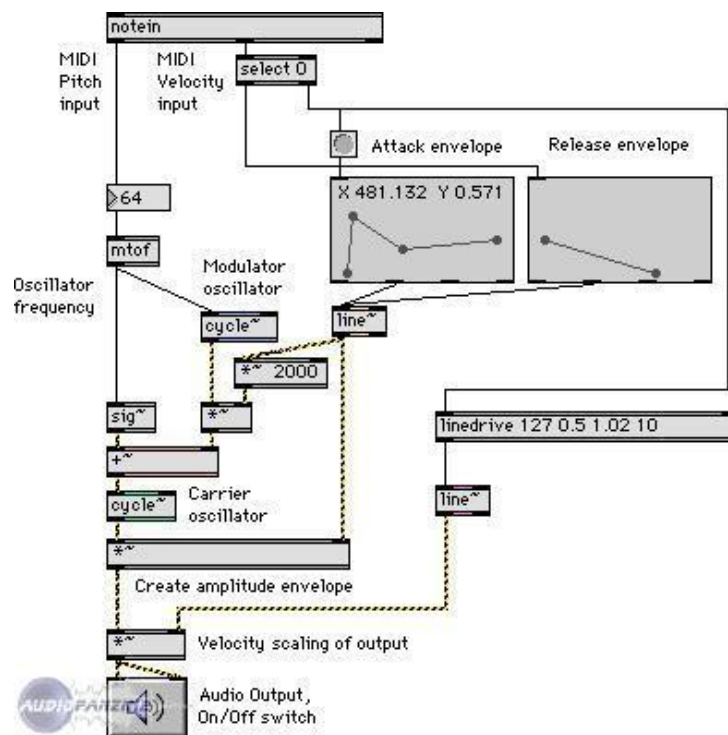 notein
MIDI
Pitch
input
MIDI
Velocity
input
select 0
Attack envelope
Release envelope
X 481.132 Y 0.571
64
mtof
Oscillator
frequency
Modulator
oscillator
cycle~
line~
*~ 2000
sig~
*~
linedrive 127 0.5 1.02 10
+~
cycle~
Carrier
oscillator
line~
*~
Create amplitude envelope
*~
Velocity scaling of output
Audio Output,
On/Off switch